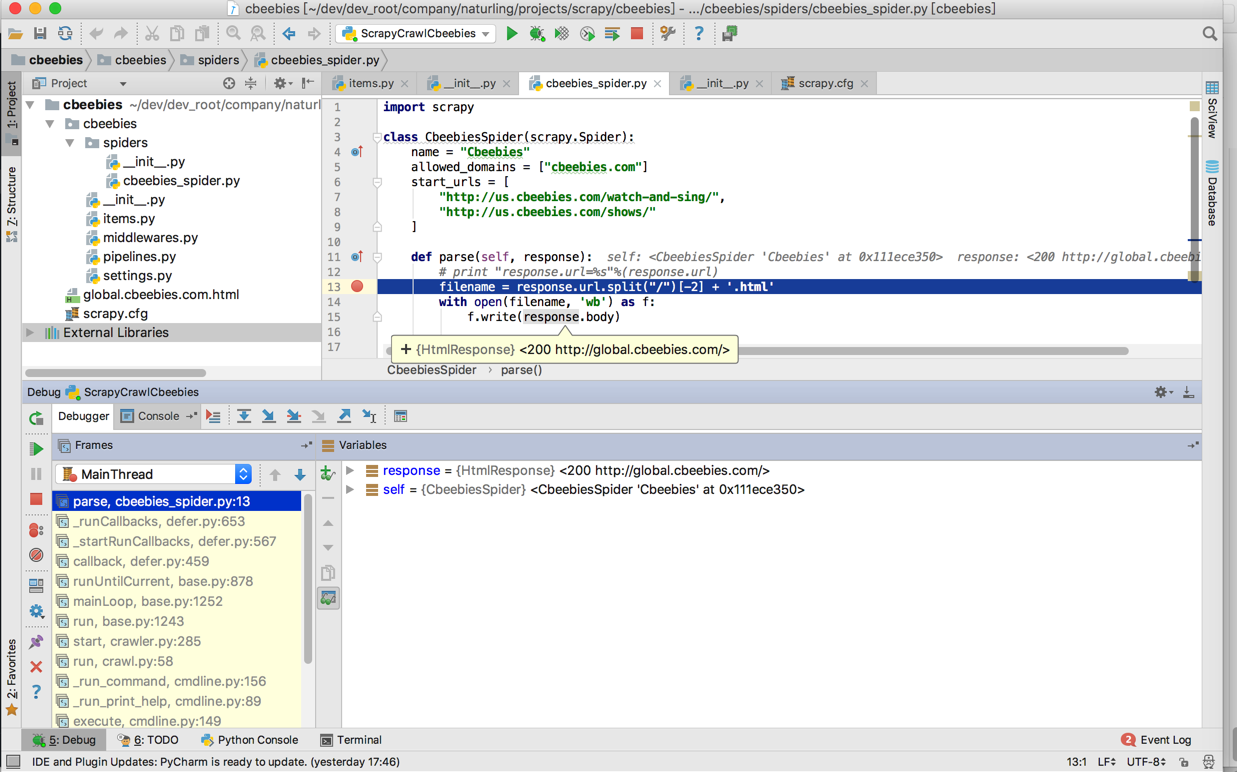 cbeebies [~/dev/dev_root/company/naturling/projects/scrapy/cbeebies] - .../cbeebies/spiders/cbeebies_spider.py [cbeebies]
ScrapyCrawlCbeebies
cbeebies cbeebies spiders cbeebies_spider.py
Project
items.py __init__.py cbeebies_spider.py __init__.py scrapy.cfg
1: Project
Z: Structure
2: Favorites
SciView
Database
cbeebies ~/dev/dev_root/company/naturl
cbeebies
spiders
__init__.py
cbeebies_spider.py
__init__.py
items.py
middlewares.py
pipelines.py
settings.py
global.cbeebies.com.html
scrapy.cfg
External Libraries
1 import scrapy
2
3 class CbeebiesSpider(scrapy.Spider):
4 name = "Cbeebies"
5 allowed_domains = ["cbeebies.com"]
6 start_urls = [
7 "http://us.cbeebies.com/watch-and-sing/",
8 "http://us.cbeebies.com/shows/"
9 ]
10
11 def parse(self, response): self: <CbeebiesSpider 'Cbeebies' at 0x111ece350> response: <200 http://global.cbeebi
12 # print "response.url=%s"%(response.url)
13 filename = response.url.split("/")[-2] + '.html'
14 with open(filename, 'wb') as f:
15 f.write(response.body)
16
17
+ {HtmlResponse} <200 http://global.cbeebies.com/>
CbeebiesSpider › parse()
Debug ScrapyCrawlCbeebies
Debugger Console
Frames
Variables
MainThread
parse, cbeebies_spider.py:13
_runCallbacks, defer.py:653
_startRunCallbacks, defer.py:567
callback, defer.py:459
runUntilCurrent, base.py:878
mainLoop, base.py:1252
run, base.py:1243
start, crawler.py:285
run, crawl.py:58
_run_command, cmdline.py:156
_run_print_help, cmdline.py:89
execute, cmdline.py:149
response = {HtmlResponse} <200 http://global.cbeebies.com/>
self = {CbeebiesSpider} <CbeebiesSpider 'Cbeebies' at 0x111ece350>
5: Debug 6: TODO Python Console Terminal 2 Event Log
IDE and Plugin Updates: PyCharm is ready to update. (yesterday 17:46) 13:1 LF UTF-8